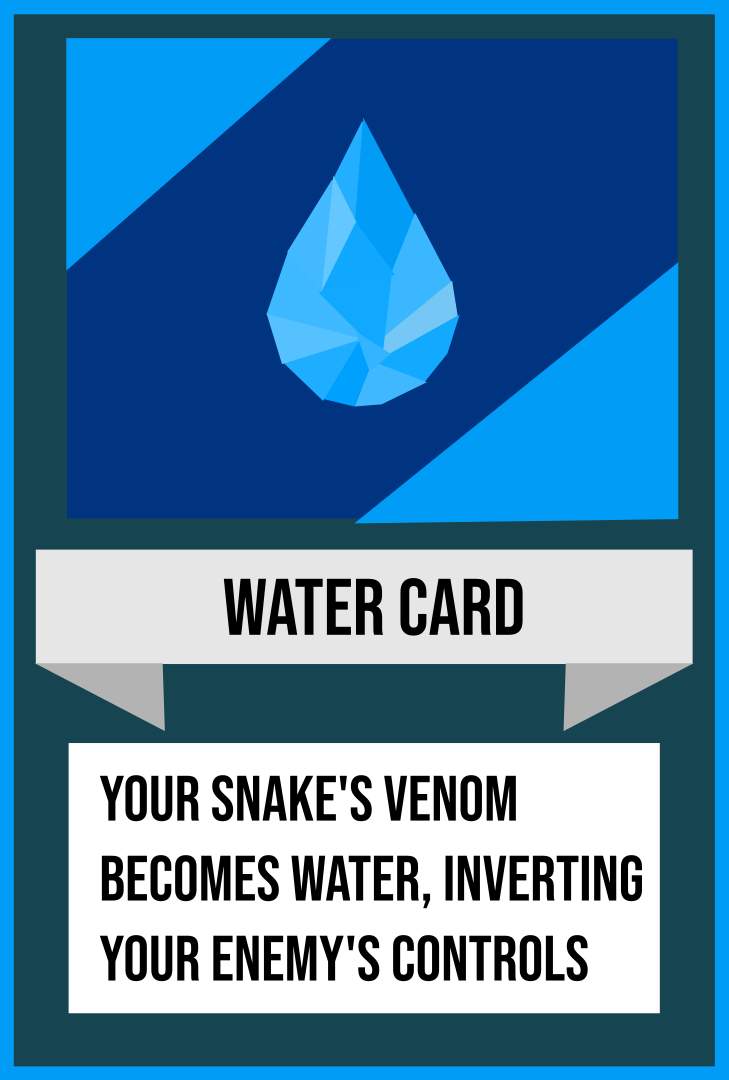 WATER CARD
YOUR SNAKE'S VENOM
BECOMES WATER, INVERTING
YOUR ENEMY'S CONTROLS